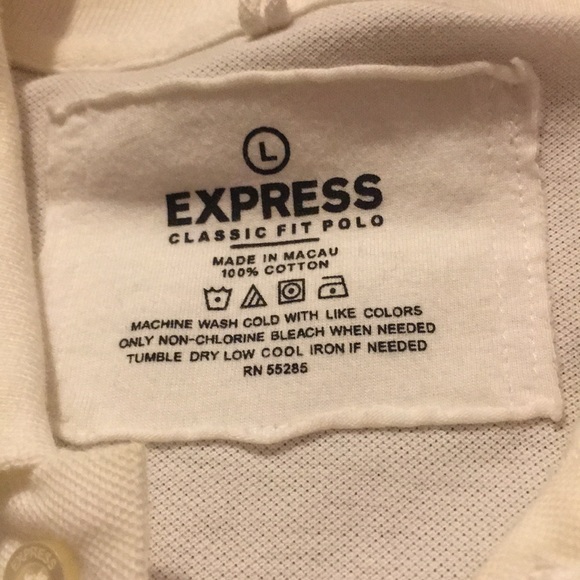 L
EXPRESS
CLASSIC FIT POLO
MADE IN MACAU
100% COTTON
MACHINE WASH COLD WITH LIKE COLORS
ONLY NON-CHLORINE BLEACH WHEN NEEDED
TUMBLE DRY LOW COOL IRON IF NEEDED
RN 55285
EXPRESS